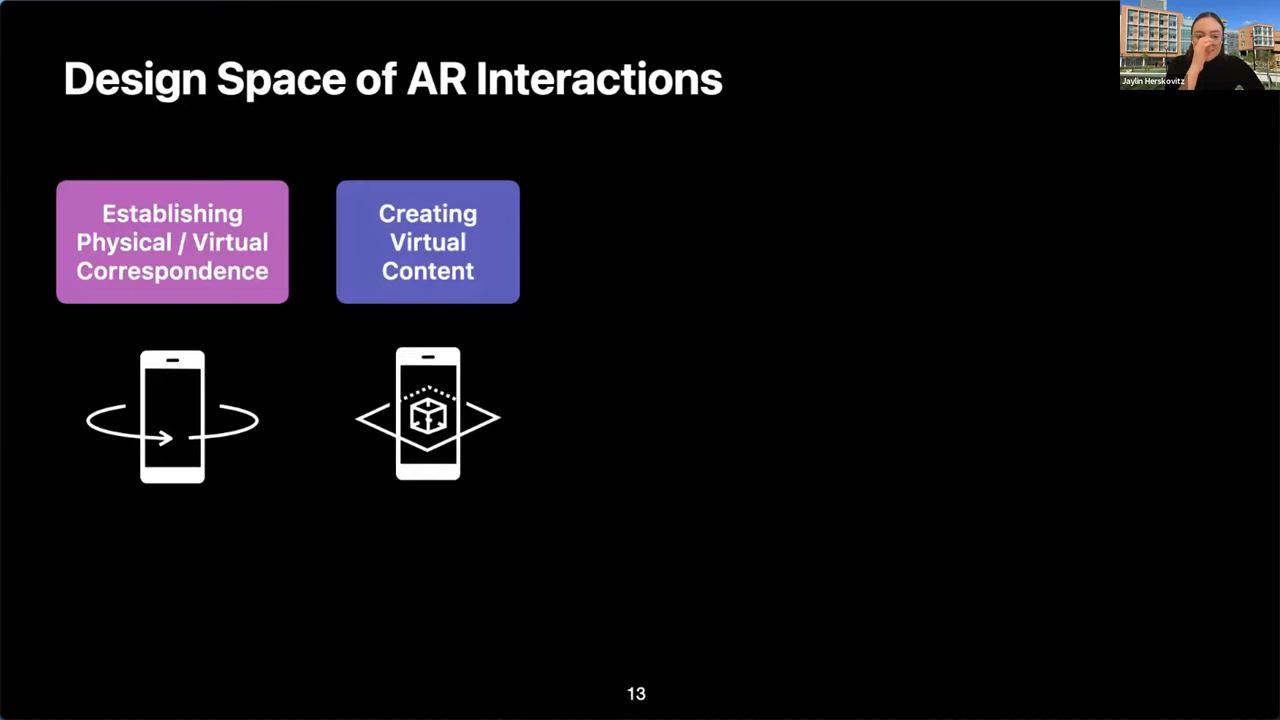 Design Space of AR Interactions
Jaylin Herskovitz
Establishing
Physical / Virtual
Correspondence
Creating
Virtual
Content
13